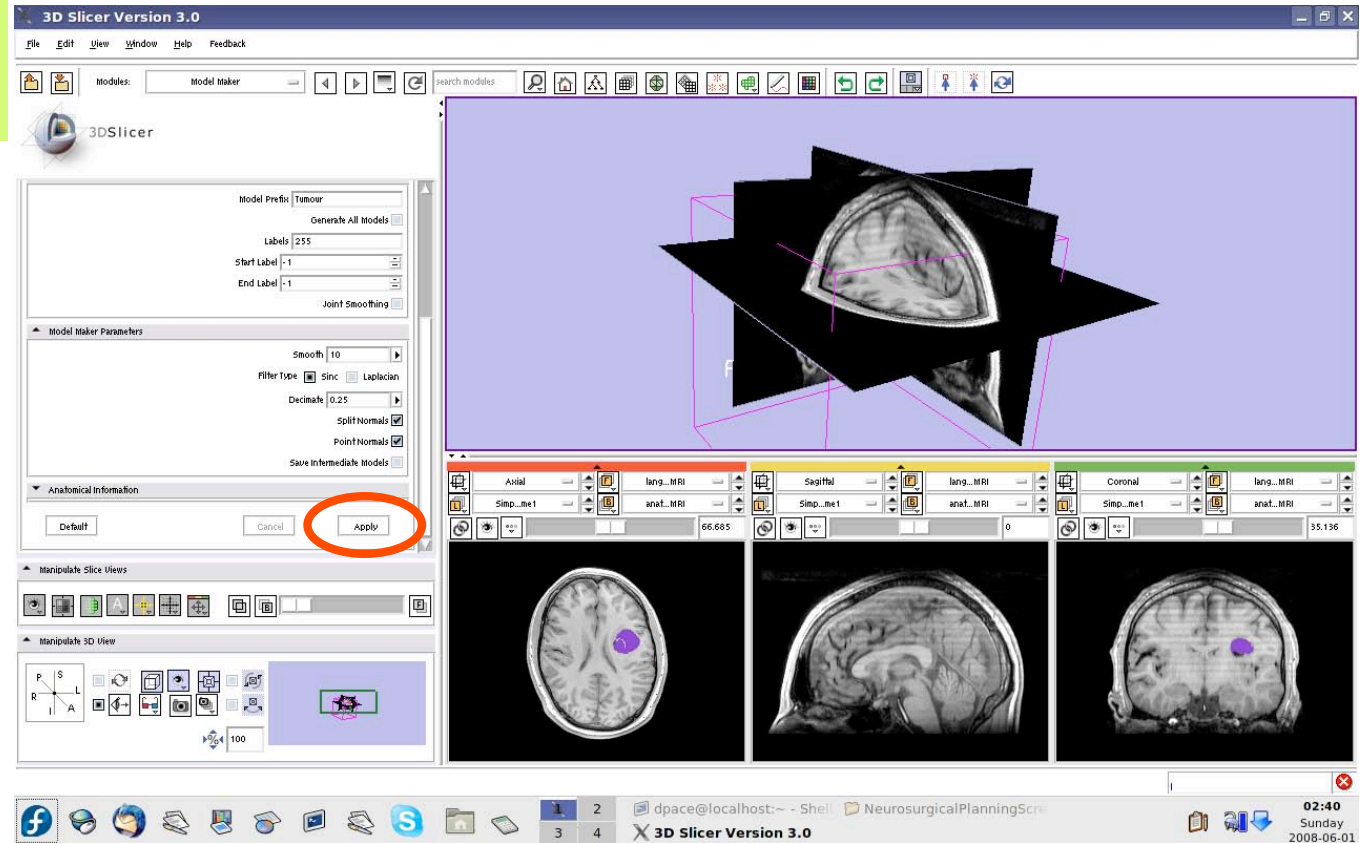 3D Slicer Version 3.0
File Edit View Window Help Feedback
Modules: Model Maker search modules
3DSlicer
Model Prefix Tumour
Generate All Models
Labels 255
Start Label -1
End Label -1
Joint Smoothing
Model Maker Parameters
Smooth 10
Filter Type Sinc Laplacian
Decimate 0.25
Split Normals
Point Normals
Save Intermediate Models
Anatomical Information
Default Cancel Apply
Manipulate Slice Views
Manipulate 3D View
P S
R L
I A
100
Axial lang...MRI
Simp...me1 anat...MRI
66.685
Sagittal lang...MRI
Simp...me1 anat...MRI
0
Coronal lang...MRI
Simp...me1 anat...MRI
35.136
1 2
3 4
dpace@localhost:~ - Shell NeurosurgicalPlanningScre
3D Slicer Version 3.0
02:40
Sunday
2008-06-01